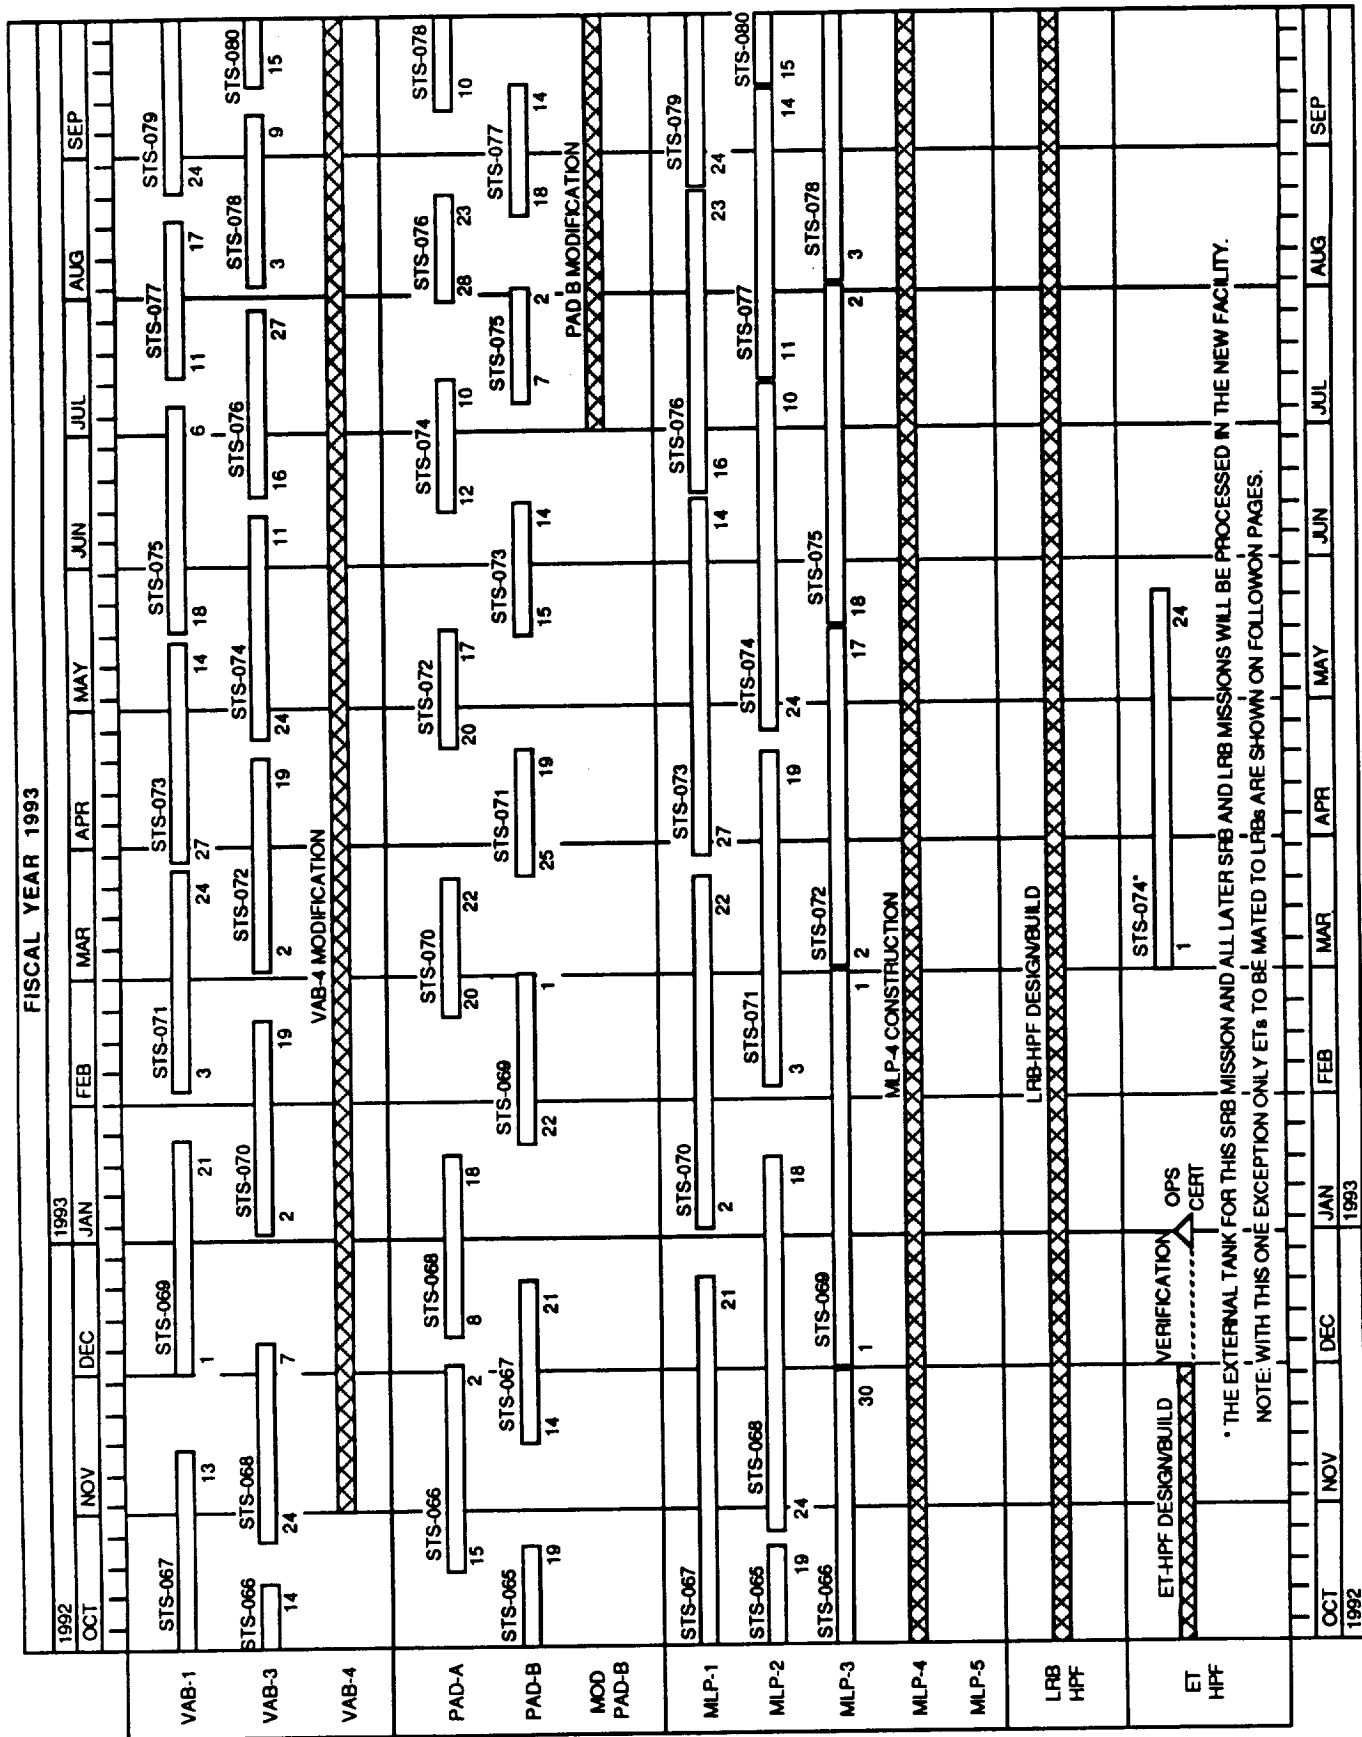 FISCAL YEAR 1993
1992 1993
OCT NOV DEC JAN FEB MAR APR MAY JUN JUL AUG SEP
VAB-1
STS-067 STS-069 STS-071 STS-073 STS-075 STS-077 STS-079
13 1 21 3 24 27 14 18 6 11 17 24
VAB-3
STS-066 STS-068 STS-070 STS-072 STS-074 STS-076 STS-078 STS-080
14 24 7 2 19 2 19 24 11 16 27 3 9 15
VAB-4
VAB-4 MODIFICATION
PAD-A
STS-066 STS-068 STS-070 STS-072 STS-074 STS-076 STS-078
15 2 8 18 20 22 20 17 12 10 28 23 10
PAD-B
STS-065 STS-067 STS-069 STS-071 STS-073 STS-075 STS-077
19 14 21 22 1 25 19 15 14 7 2 18 14
MOD
PAD-B
PAD B MODIFICATION
MLP-1
STS-067 STS-070 STS-073 STS-076 STS-079
21 2 22 27 14 16 23 24
MLP-2
STS-065 STS-068 STS-071 STS-074 STS-077 STS-080
19 24 18 3 19 24 10 11 14 15
MLP-3
STS-066 STS-069 STS-072 STS-075 STS-078
30 1 1 2 17 18 2 3
MLP-4
MLP-4 CONSTRUCTION
MLP-5
LRB
HPF
LRB-HPF DESIGN/BUILD
ET
HPF
ET-HPF DESIGN/BUILD VERIFICATION OPS
CERT
STS-074*
1 24
* THE EXTERNAL TANK FOR THIS SRB MISSION AND ALL LATER SRB AND LRB MISSIONS WILL BE PROCESSED IN THE NEW FACILITY.
NOTE: WITH THIS ONE EXCEPTION ONLY ETs TO BE MATED TO LRBs ARE SHOWN ON FOLLOWON PAGES.
OCT NOV DEC JAN FEB MAR APR MAY JUN JUL AUG SEP
1992 1993